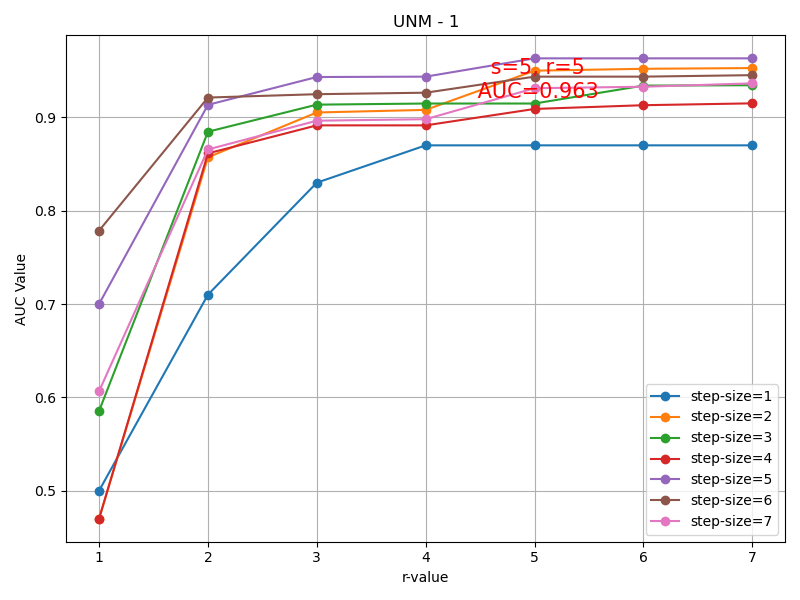 UNM - 1
s=5, r=5
AUC=0.963
AUC Value
0.9
0.8
0.7
0.6
0.5
1 2 3 4 5 6 7
r-value
step-size=1
step-size=2
step-size=3
step-size=4
step-size=5
step-size=6
step-size=7